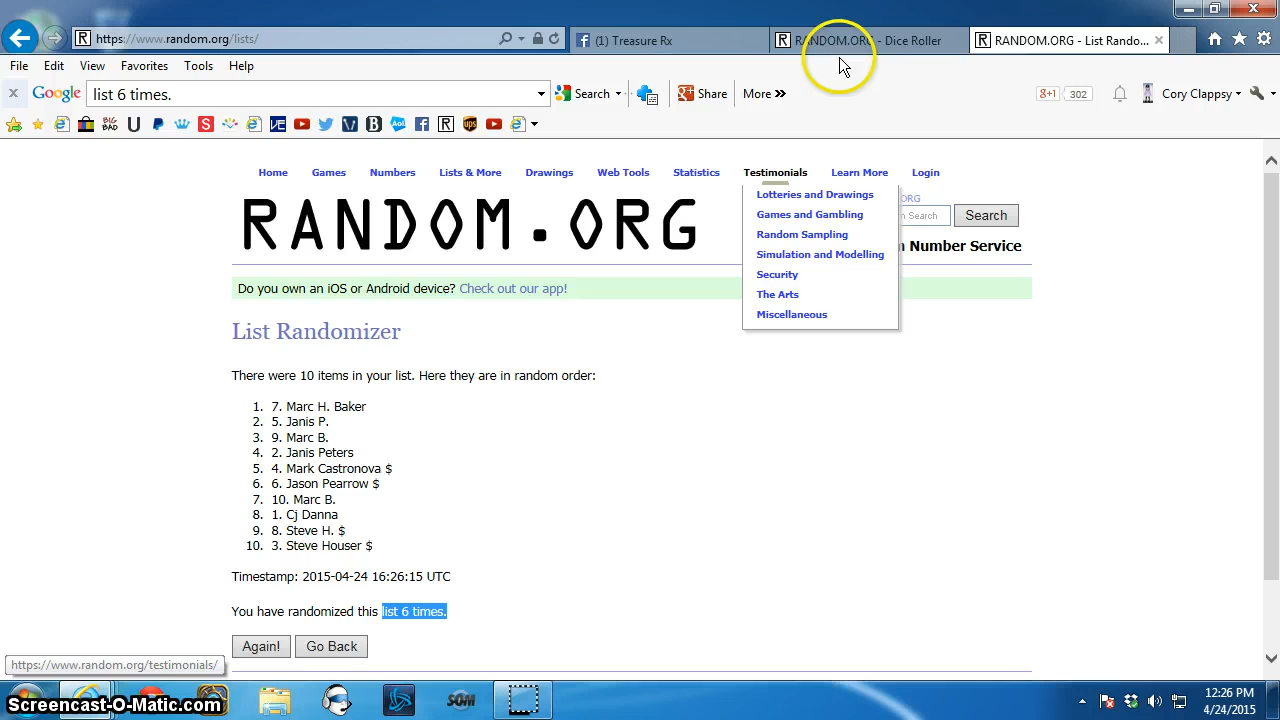 https://www.random.org/lists/
(1) Treasure Rx
RANDOM.ORG - Dice Roller
RANDOM.ORG - List Rando...
File Edit View Favorites Tools Help
Google list 6 times. Search Share More » 302 Cory Clappsy
BIG BAD
Home Games Numbers Lists & More Drawings Web Tools Statistics Testimonials Learn More Login
RANDOM.ORG
Lotteries and Drawings
Games and Gambling
Random Sampling
Simulation and Modelling
Security
The Arts
Miscellaneous
ORG
Search Search
Number Service
Do you own an iOS or Android device? Check out our app!
List Randomizer
There were 10 items in your list. Here they are in random order:
1. 7. Marc H. Baker
2. 5. Janis P.
3. 9. Marc B.
4. 2. Janis Peters
5. 4. Mark Castronova $
6. 6. Jason Pearrow $
7. 10. Marc B.
8. 1. Cj Danna
9. 8. Steve H. $
10. 3. Steve Houser $
Timestamp: 2015-04-24 16:26:15 UTC
You have randomized this list 6 times.
Again! Go Back
https://www.random.org/testimonials/
Screencast-O-Matic.com
SOM
12:26 PM
4/24/2015